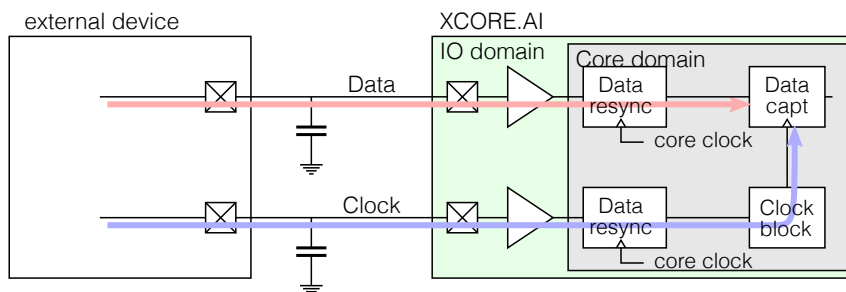 external device
XCORE.AI
IO domain
Core domain
Data
Data
resync
Data
capt
core clock
Clock
Data
resync
Clock
block
core clock